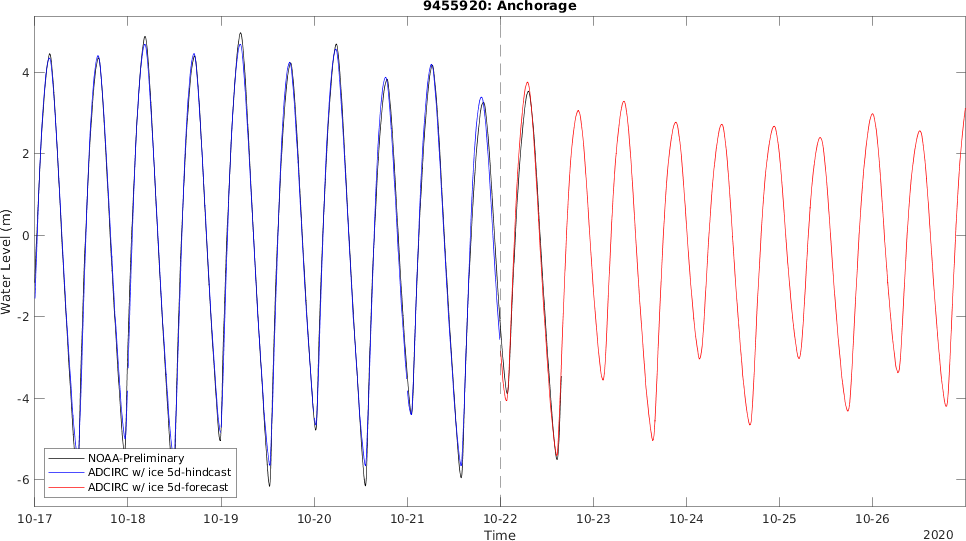 9455920: Anchorage
Water Level (m)
4
2
0
-2
-4
-6
NOAA-Preliminary
ADCIRC w/ ice 5d-hindcast
ADCIRC w/ ice 5d-forecast
10-17 10-18 10-19 10-20 10-21 10-22 10-23 10-24 10-25 10-26
Time
2020